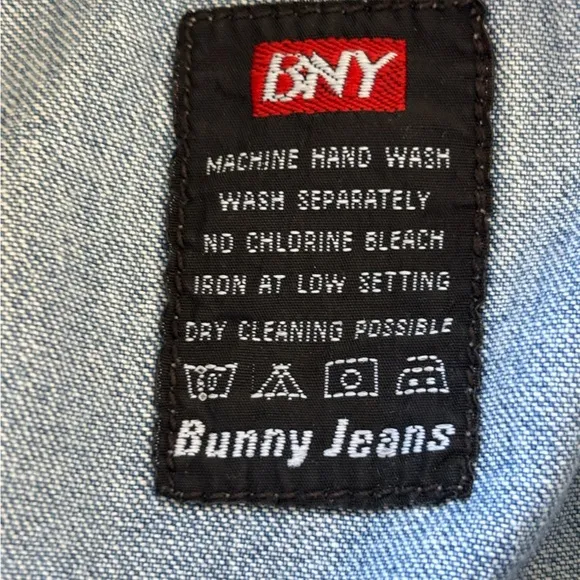 BNY
MACHINE HAND WASH
WASH SEPARATELY
NO CHLORINE BLEACH
IRON AT LOW SETTING
DRY CLEANING POSSIBLE
Bunny Jeans